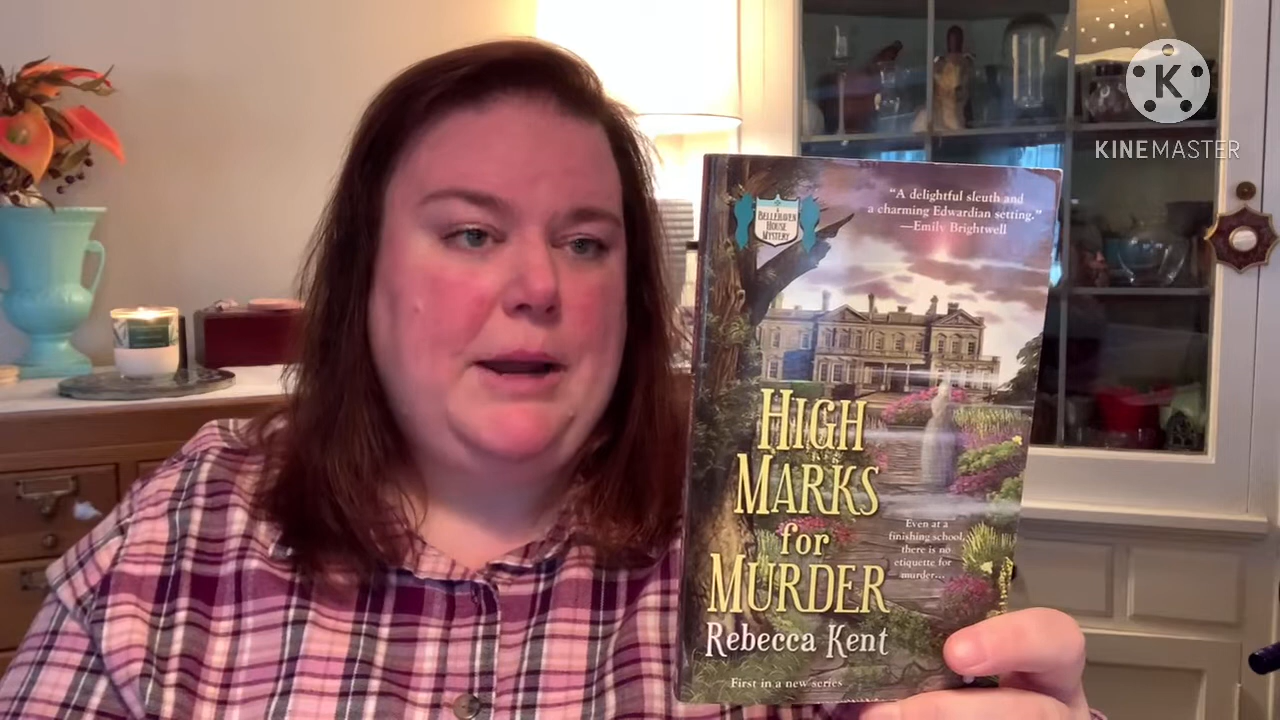 KINEMASTER
"A delightful sleuth and
a charming Edwardian setting."
—Emily Brightwell
A
BELLEHAVEN
HOUSE
MYSTERY
HIGH
MARKS
for
MURDER
Even at a
finishing school,
there is no
etiquette for
murder...
Rebecca Kent
First in a new series